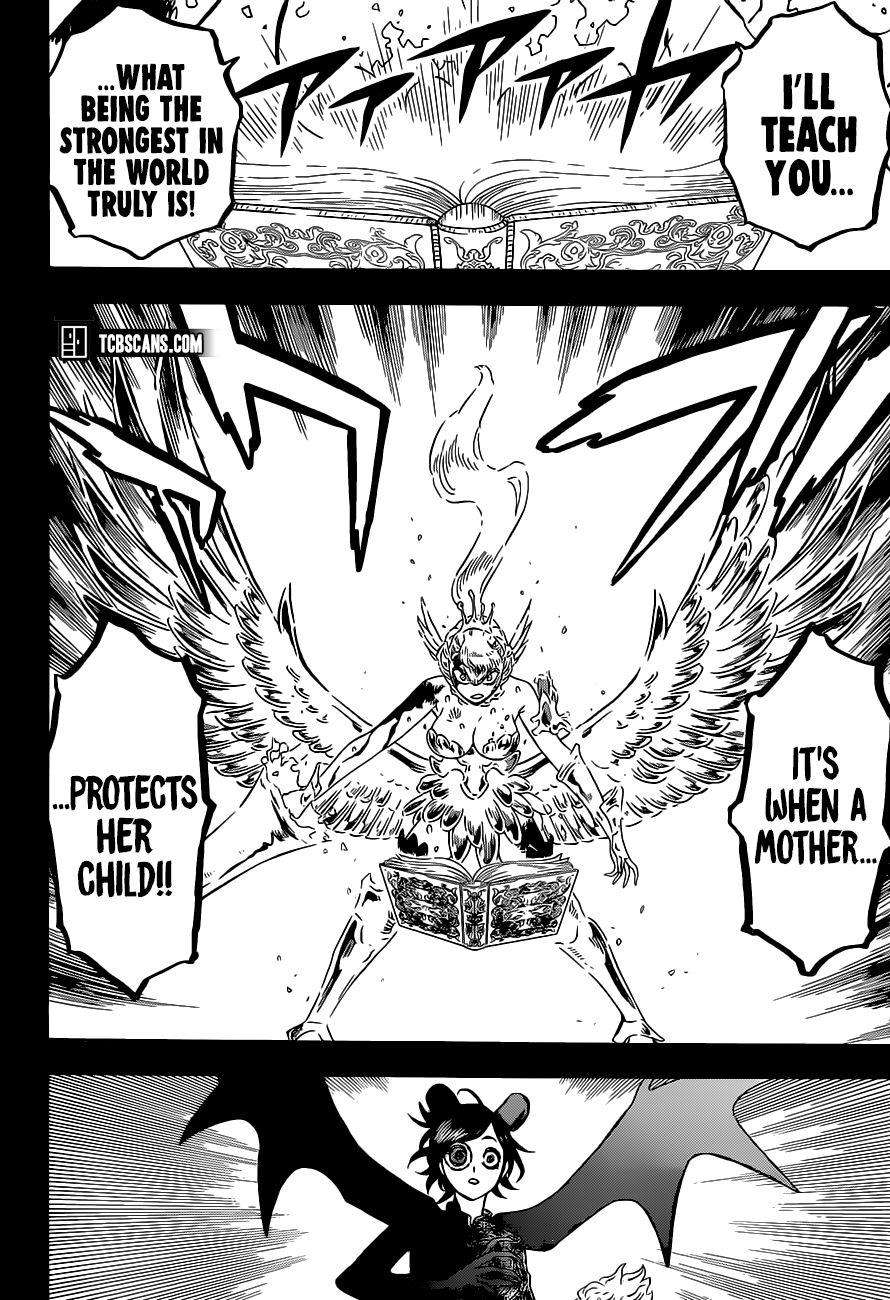 I'LL
TEACH
YOU...
...WHAT
BEING THE
STRONGEST IN
THE WORLD
TRULY IS!
TCBSCANS.COM
IT'S
WHEN A
MOTHER...
...PROTECTS
HER
CHILD!!